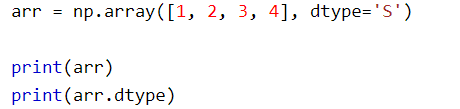 arr = np.array([1, 2, 3, 4], dtype='S')
print(arr)
print(arr.dtype)